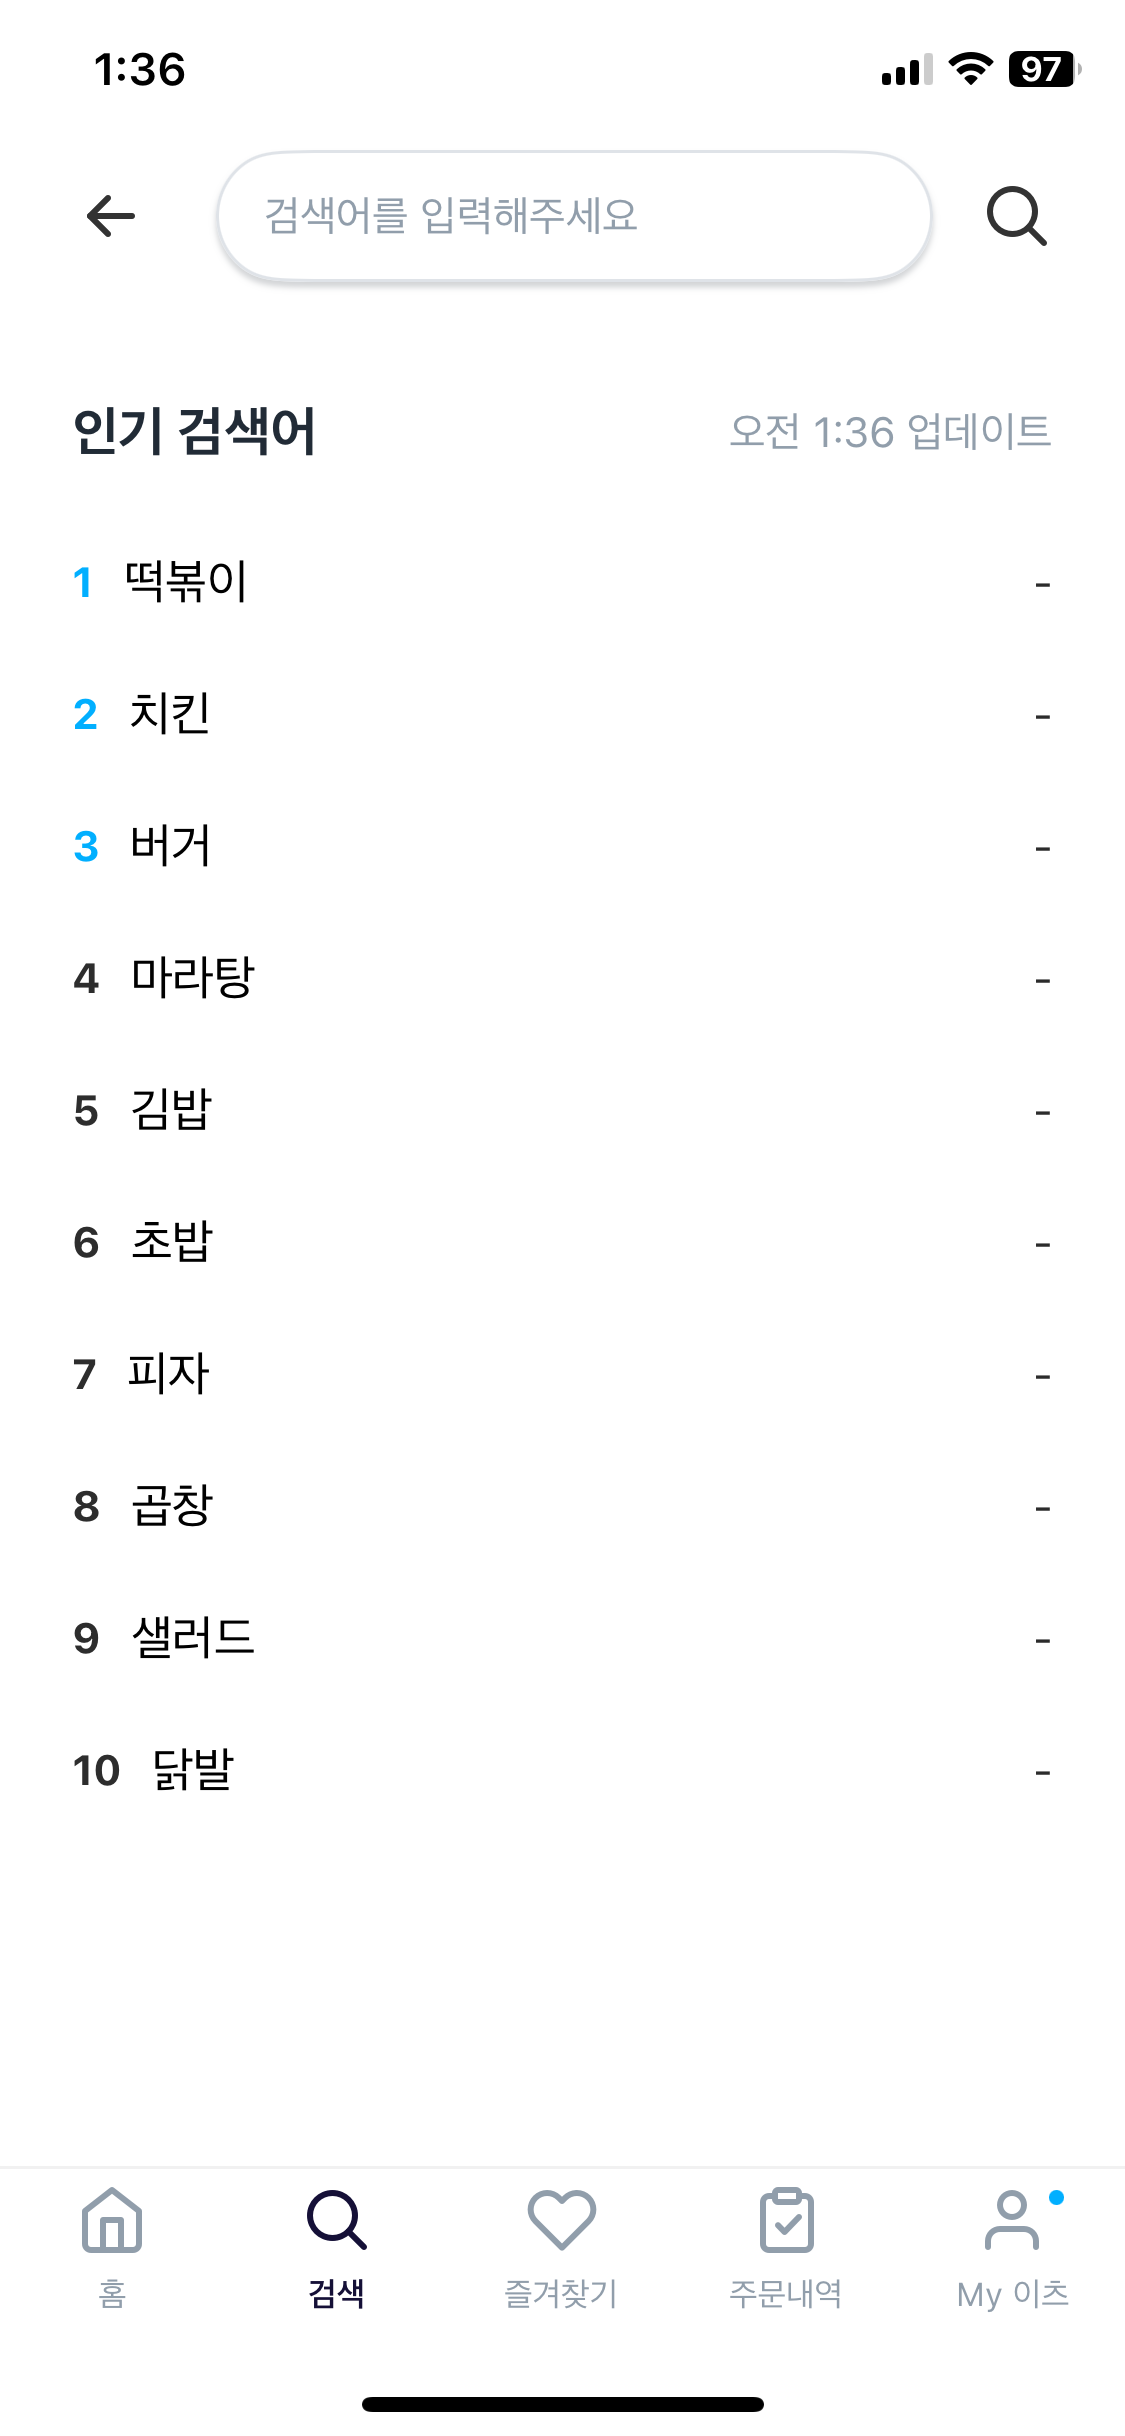 1:36
97
검색어를 입력해주세요
인기 검색어
오전 1:36 업데이트
1 떡볶이 -
2 치킨 -
3 버거 -
4 마라탕 -
5 김밥 -
6 초밥 -
7 피자 -
8 곱창 -
9 샐러드 -
10 닭발 -
홈 검색 즐겨찾기 주문내역 My 이츠